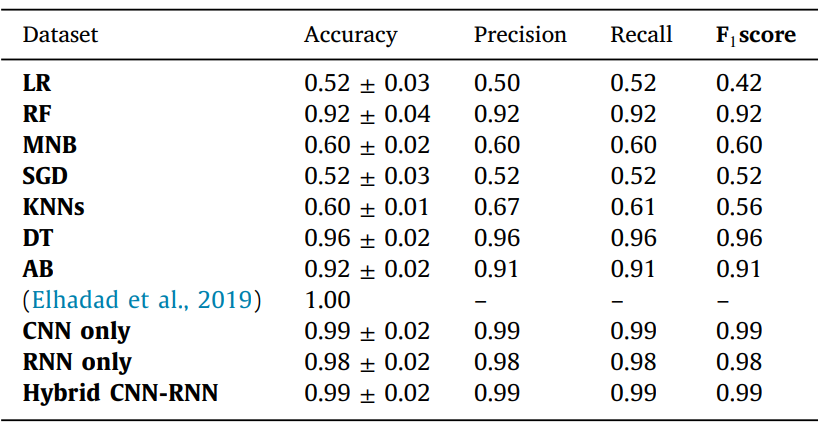 Dataset Accuracy Precision Recall F₁ score
LR 0.52 ± 0.03 0.50 0.52 0.42
RF 0.92 ± 0.04 0.92 0.92 0.92
MNB 0.60 ± 0.02 0.60 0.60 0.60
SGD 0.52 ± 0.03 0.52 0.52 0.52
KNNs 0.60 ± 0.01 0.67 0.61 0.56
DT 0.96 ± 0.02 0.96 0.96 0.96
AB 0.92 ± 0.02 0.91 0.91 0.91
(Elhadad et al., 2019) 1.00 – – –
CNN only 0.99 ± 0.02 0.99 0.99 0.99
RNN only 0.98 ± 0.02 0.98 0.98 0.98
Hybrid CNN-RNN 0.99 ± 0.02 0.99 0.99 0.99